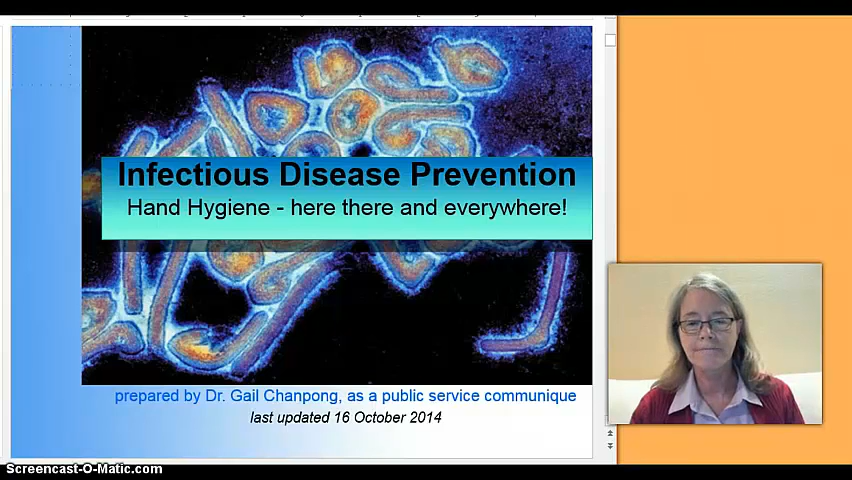 Infectious Disease Prevention
Hand Hygiene - here there and everywhere!
prepared by Dr. Gail Chanpong, as a public service communique
last updated 16 October 2014
Screencast-O-Matic.com